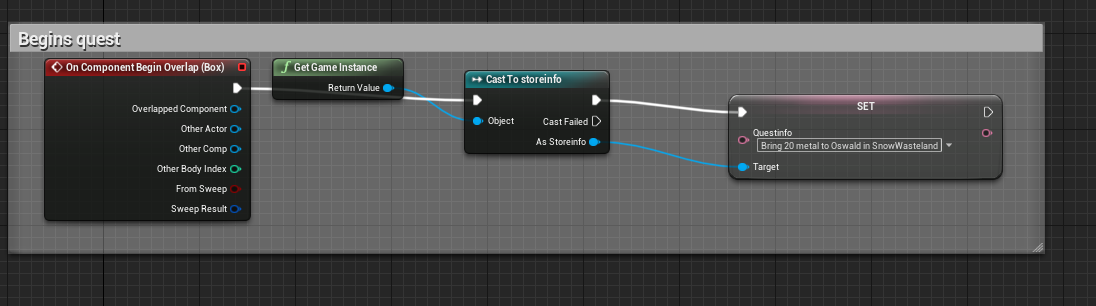 Begins quest
On Component Begin Overlap (Box)
Overlapped Component
Other Actor
Other Comp
Other Body Index
From Sweep
Sweep Result
f Get Game Instance
Return Value
Cast To storeinfo
Object
Cast Failed
As Storeinfo
SET
Questinfo
Bring 20 metal to Oswald in SnowWasteland
Target